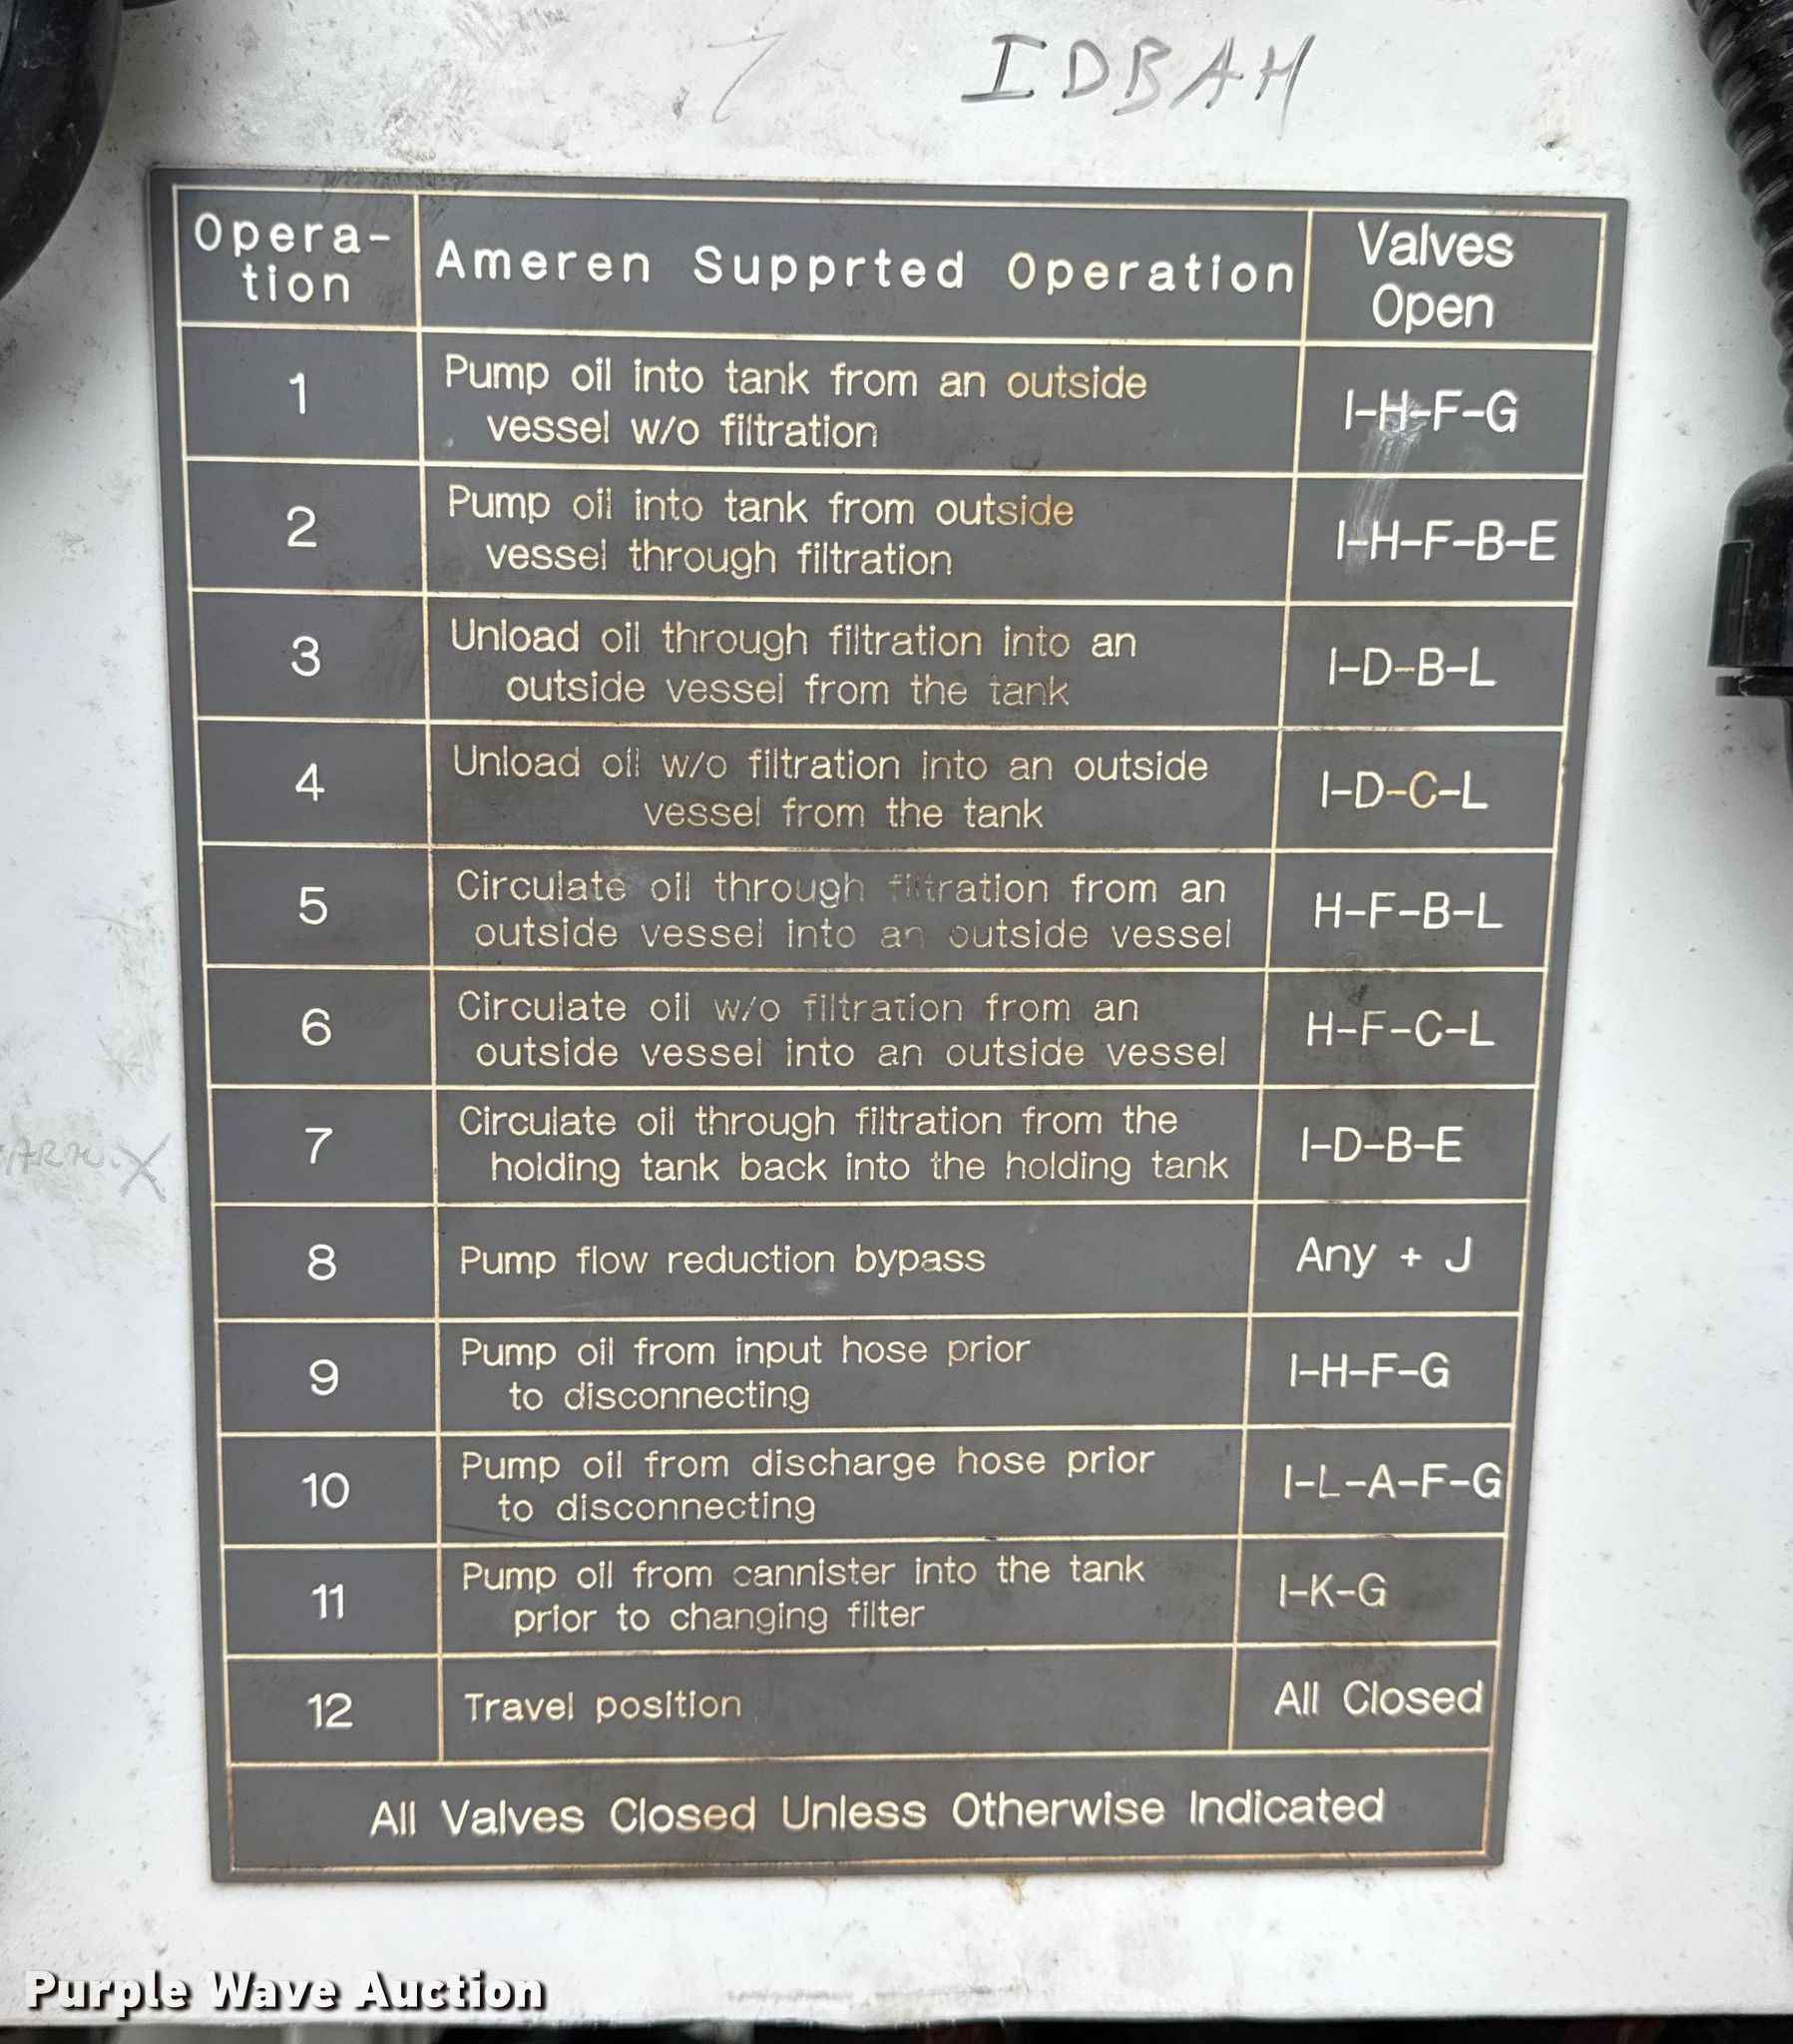 IDBAH
Opera-
tion
Ameren Supprted Operation
Valves
Open
1
Pump oil into tank from an outside
vessel w/o filtration
I-H-F-G
2
Pump oil into tank from outside
vessel through filtration
I-H-F-B-E
3
Unload oil through filtration into an
outside vessel from the tank
I-D-B-L
4
Unload oil w/o filtration into an outside
vessel from the tank
I-D-C-L
5
Circulate oil through filtration from an
outside vessel into an outside vessel
H-F-B-L
6
Circulate oil w/o filtration from an
outside vessel into an outside vessel
H-F-C-L
7
Circulate oil through filtration from the
holding tank back into the holding tank
I-D-B-E
8
Pump flow reduction bypass
Any + J
9
Pump oil from input hose prior
to disconnecting
I-H-F-G
10
Pump oil from discharge hose prior
to disconnecting
I-L-A-F-G
11
Pump oil from cannister into the tank
prior to changing filter
I-K-G
12
Travel position
All Closed
All Valves Closed Unless Otherwise Indicated
Purple Wave Auction